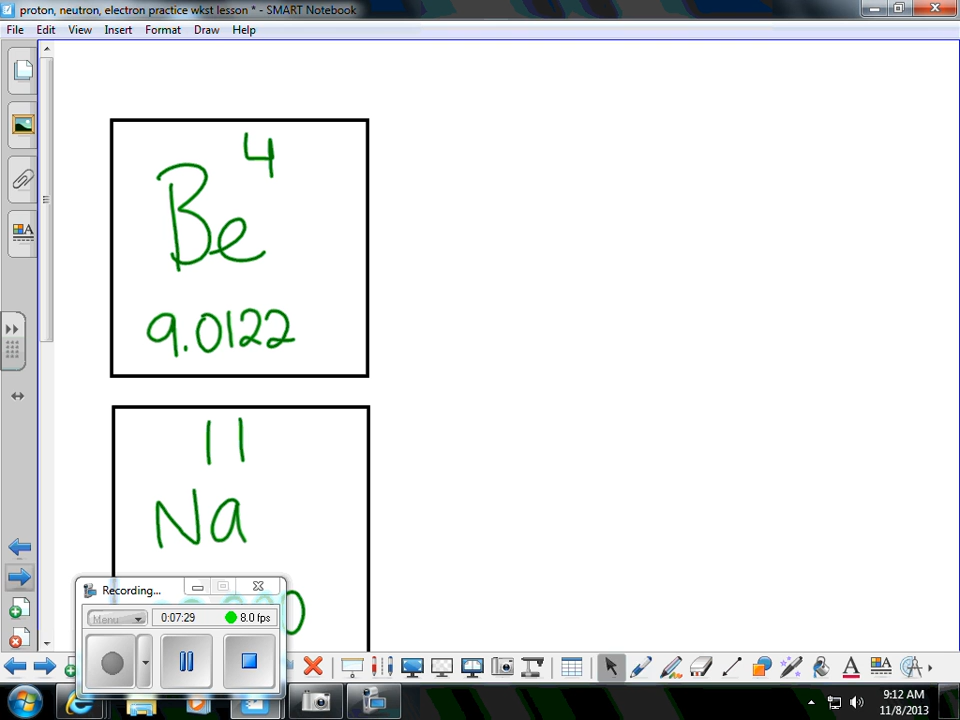 proton, neutron, electron practice wkst lesson * - SMART Notebook
File Edit View Insert Format Draw Help
4
Be
9.0122
11
Na
Recording...
Menu 0:07:29 8.0 fps
9:12 AM
11/8/2013